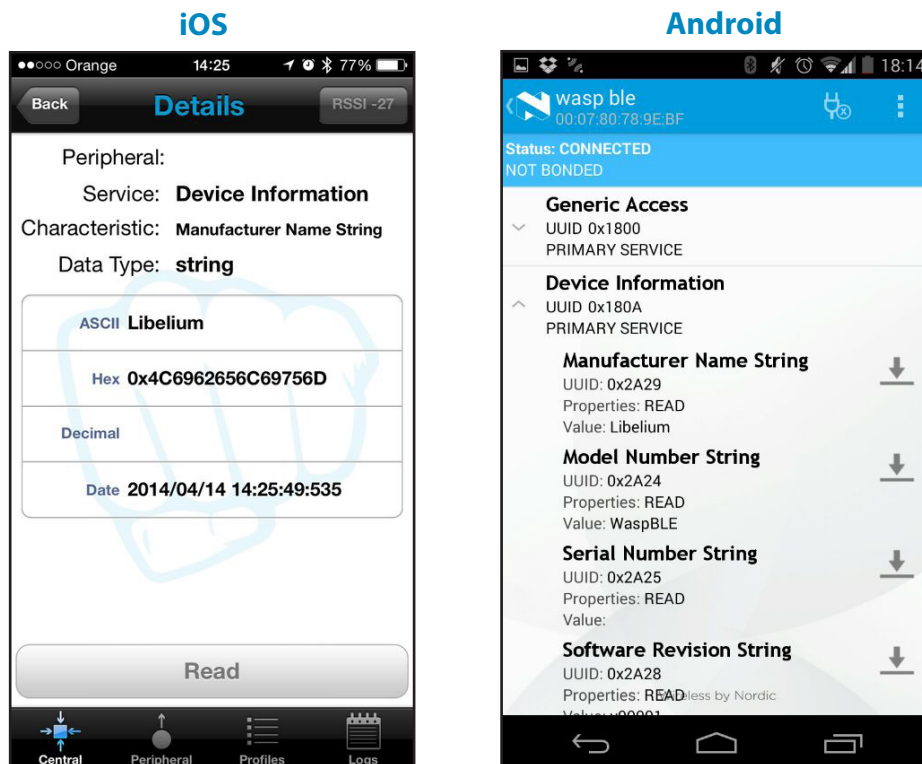 iOS
Orange 14:25 77%
Back Details RSSI -27
Peripheral:
Service: Device Information
Characteristic: Manufacturer Name String
Data Type: string
ASCII Libelium
Hex 0x4C6962656C69756D
Decimal
Date 2014/04/14 14:25:49:535
Read
Central Peripheral Profiles Logs
Android
18:14
wasp ble
00:07:80:78:9E:BF
Status: CONNECTED
NOT BONDED
Generic Access
UUID 0x1800
PRIMARY SERVICE
Device Information
UUID 0x180A
PRIMARY SERVICE
Manufacturer Name String
UUID: 0x2A29
Properties: READ
Value: Libelium
Model Number String
UUID: 0x2A24
Properties: READ
Value: WaspBLE
Serial Number String
UUID: 0x2A25
Properties: READ
Value:
Software Revision String
UUID: 0x2A28
Properties: READ
by Nordic